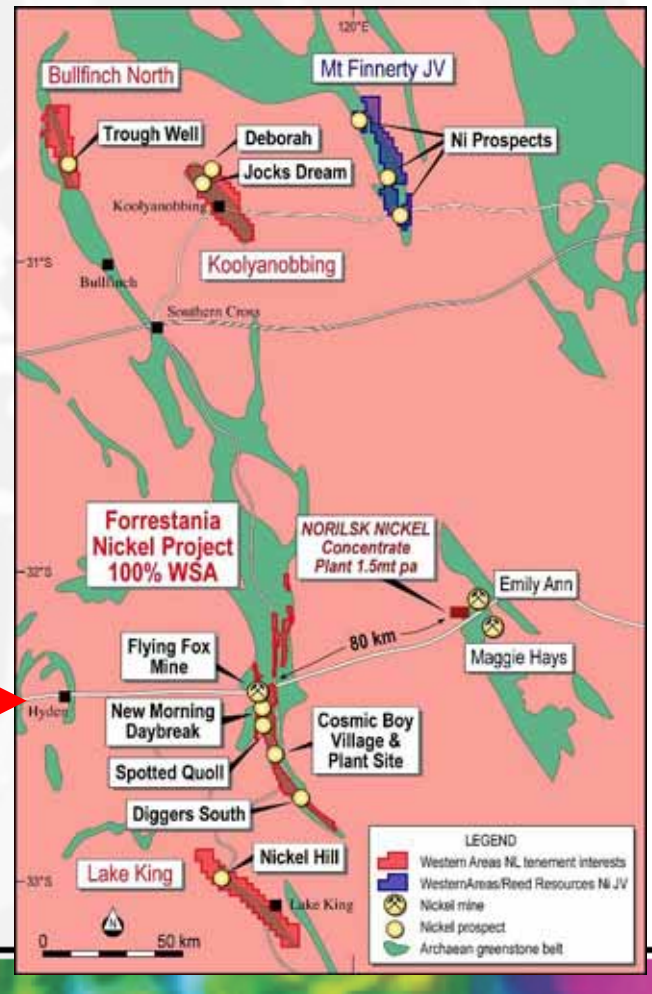 120°E
Bullfinch North
Mt Finnerty JV
Trough Well
Deborah
Jocks Dream
Ni Prospects
Koolyanobbing
Koolyanobbing
31°S
Bullfinch
Southern Cross
Forrestania
Nickel Project
100% WSA
NORILSK NICKEL
Concentrate
Plant 1.5mt pa
32°S
Emily Ann
80 km
Maggie Hays
Flying Fox
Mine
Hyden
New Morning
Daybreak
Cosmic Boy
Village &
Plant Site
Spotted Quoll
Diggers South
Nickel Hill
Lake King
33°S
Lake King
N
0 50 km
LEGEND
Western Areas NL tenement interests
WesternAreas/Reed Resources Ni JV
Nickel mine
Nickel prospect
Archaean greenstone belt